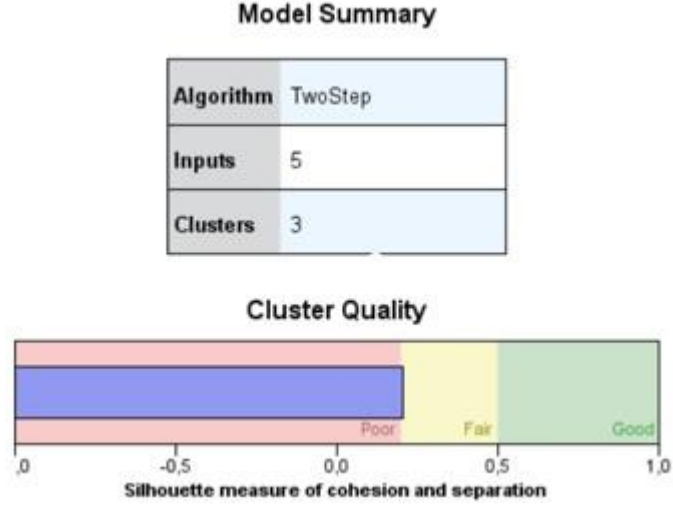 Model Summary
Algorithm TwoStep
Inputs 5
Clusters 3
Cluster Quality
Poor Fair Good
,0 -0,5 0,0 0,5 1,0
Silhouette measure of cohesion and separation